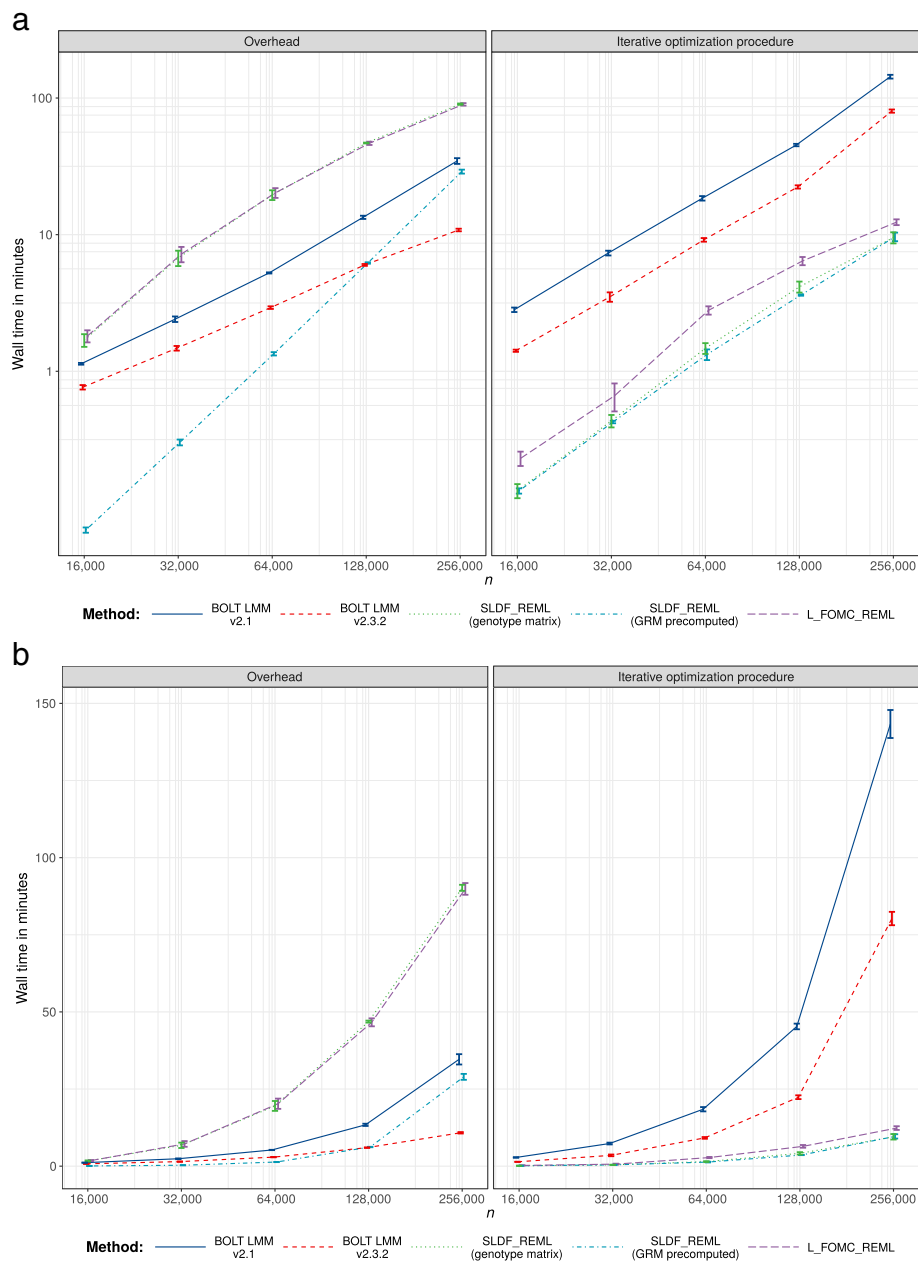 a
Overhead
Iterative optimization procedure
Wall time in minutes
100
10
1
16,000
32,000
64,000
128,000
256,000
16,000
32,000
64,000
128,000
256,000
n
Method:
BOLT LMM
v2.1
BOLT LMM
v2.3.2
SLDF_REML
(genotype matrix)
SLDF_REML
(GRM precomputed)
L_FOMC_REML
b
Overhead
Iterative optimization procedure
Wall time in minutes
150
100
50
0
16,000
32,000
64,000
128,000
256,000
16,000
32,000
64,000
128,000
256,000
n
Method:
BOLT LMM
v2.1
BOLT LMM
v2.3.2
SLDF_REML
(genotype matrix)
SLDF_REML
(GRM precomputed)
L_FOMC_REML